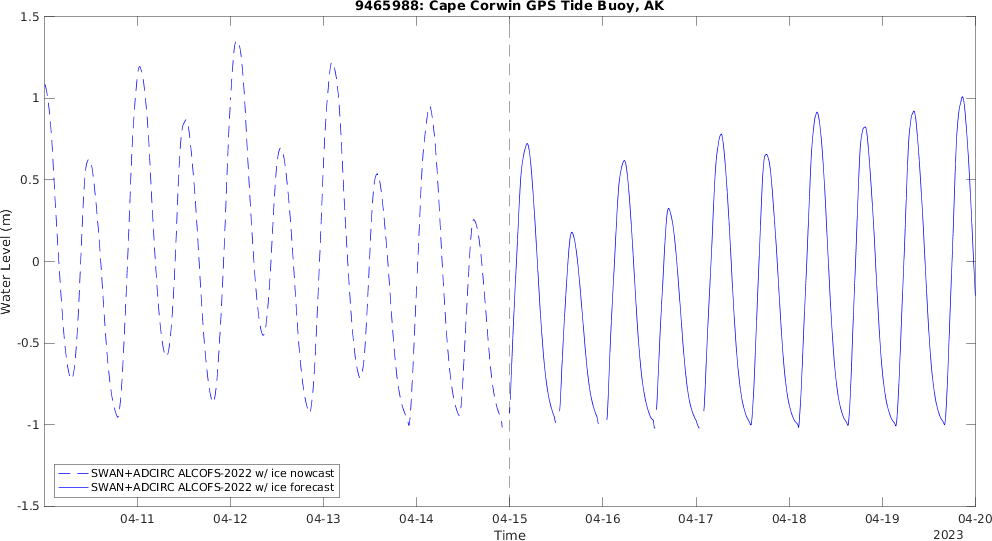 9465988: Cape Corwin GPS Tide Buoy, AK
1.5
1
0.5
0
-0.5
-1
-1.5
Water Level (m)
SWAN+ADCIRC ALCOFS-2022 w/ ice nowcast
SWAN+ADCIRC ALCOFS-2022 w/ ice forecast
04-11 04-12 04-13 04-14 04-15 04-16 04-17 04-18 04-19 04-20
Time
2023